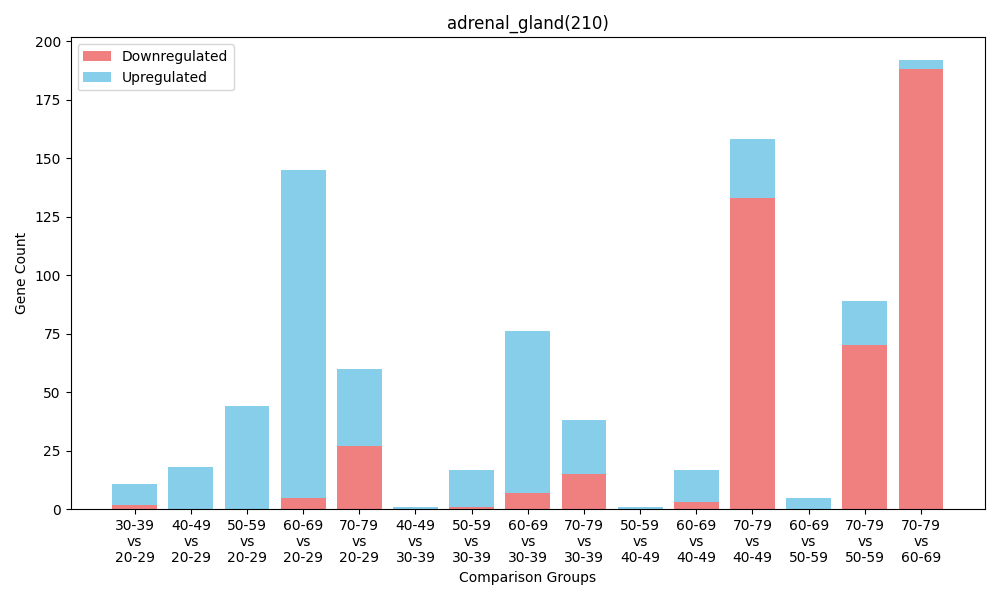 adrenal_gland(210)
Downregulated
Upregulated
Gene Count
200
175
150
125
100
75
50
25
0
30-39 40-49 50-59 60-69 70-79 40-49 50-59 60-69 70-79 50-59 60-69 70-79 60-69 70-79 70-79
vs vs vs vs vs vs vs vs vs vs vs vs vs vs vs
20-29 20-29 20-29 20-29 20-29 30-39 30-39 30-39 30-39 40-49 40-49 40-49 50-59 50-59 60-69
Comparison Groups